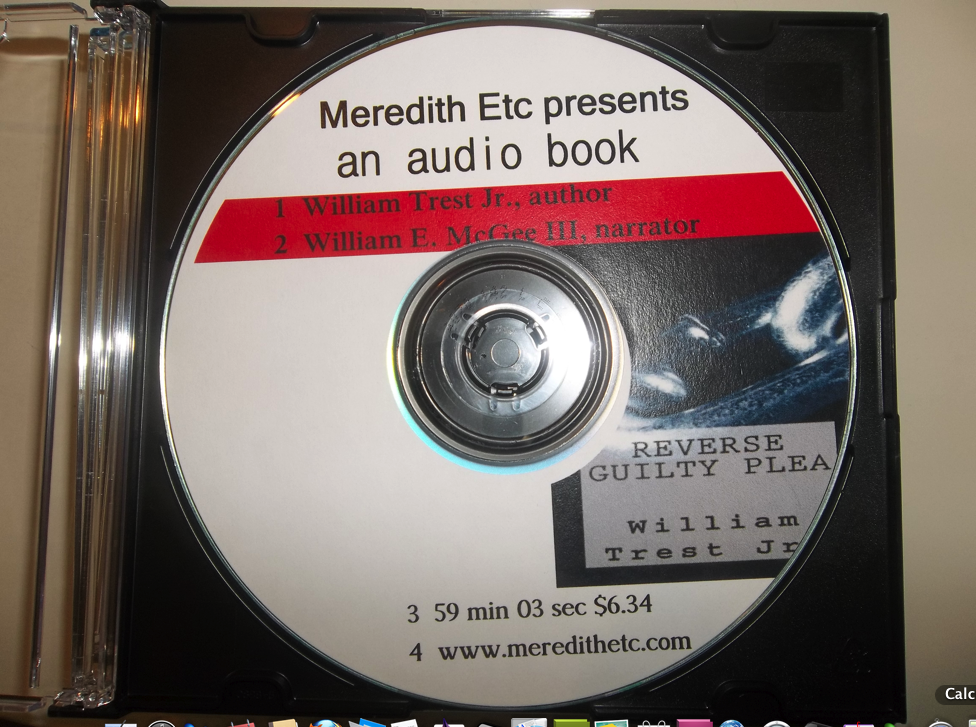 Meredith Etc presents
an audio book
1 William Trest Jr., author
2 William E. McGee III, narrator
REVERSE
GUILTY PLEA
William
Trest Jr
3 59 min 03 sec $6.34
4 www.meredithetc.com
Calc